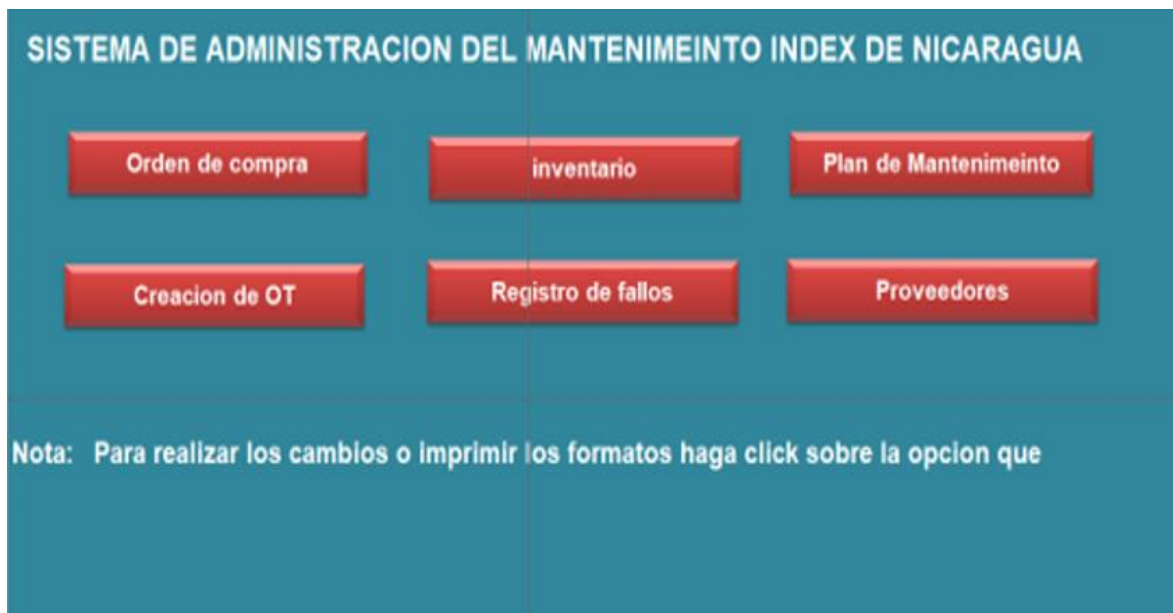 SISTEMA DE ADMINISTRACION DEL MANTENIMEINTO INDEX DE NICARAGUA
Orden de compra
inventario
Plan de Mantenimeinto
Creacion de OT
Registro de fallos
Proveedores
Nota: Para realizar los cambios o imprimir los formatos haga click sobre la opcion que